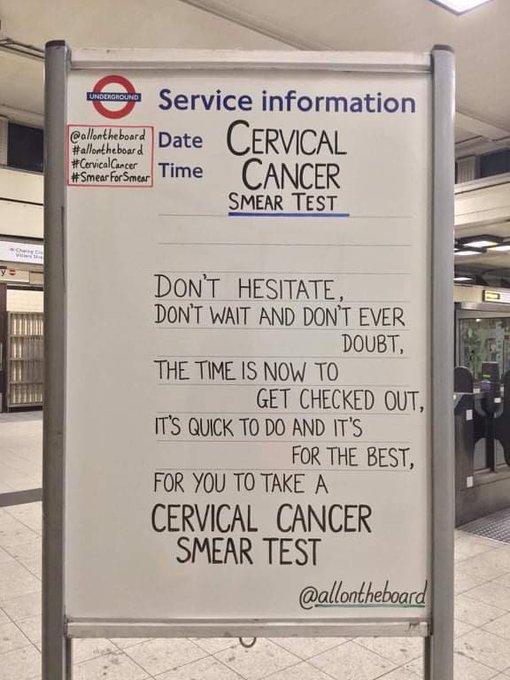 UNDERGROUND
Service information
@allontheboard
#allontheboard
#CervicalCancer
#SmearForSmear
Date
Time
CERVICAL
CANCER
SMEAR TEST
DON'T HESITATE,
DON'T WAIT AND DON'T EVER
DOUBT,
THE TIME IS NOW TO
GET CHECKED OUT,
IT'S QUICK TO DO AND IT'S
FOR THE BEST,
FOR YOU TO TAKE A
CERVICAL CANCER
SMEAR TEST
@allontheboard